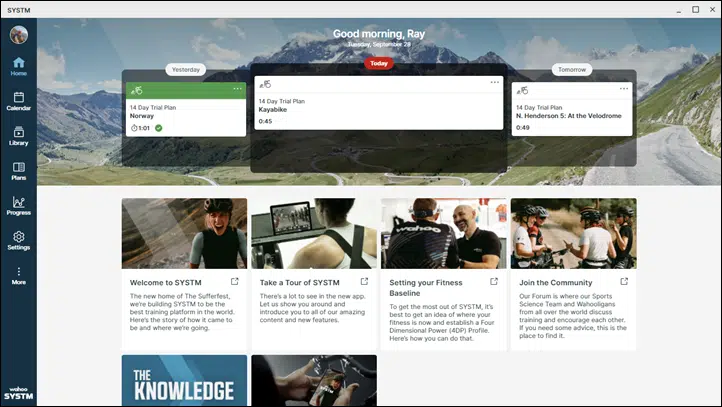 SYSTM
Good morning, Ray
Tuesday, September 28
Yesterday
Today
Tomorrow
14 Day Trial Plan
Norway
1:01
14 Day Trial Plan
Kayabike
0:45
14 Day Trial Plan
N. Henderson 5: At the Velodrome
0:49
Home
Calendar
Library
Plans
Progress
Settings
More
wahoo
SYSTM
Welcome to SYSTM
The new home of The Sufferfest,
we're building SYSTM to be the
best training platform in the world.
Here's the story of how it came to
be and where we're going.
Take a Tour of SYSTM
There's a lot to see in the new app.
Let us show you around and
introduce you to all of our amazing
content and new features.
wahoo
Setting your Fitness
Baseline
To get the most out of SYSTM, it's
best to get an idea of where your
fitness is now and establish a Four
Dimensional Power (4DP) Profile.
Here's how you can do that.
Join the Community
Our Forum is where our Sports
Science Team and Wahooligans
from all over the world discuss
training and encourage each other.
If you need some advice, this is the
place to find it.
THE
KNOWLEDGE